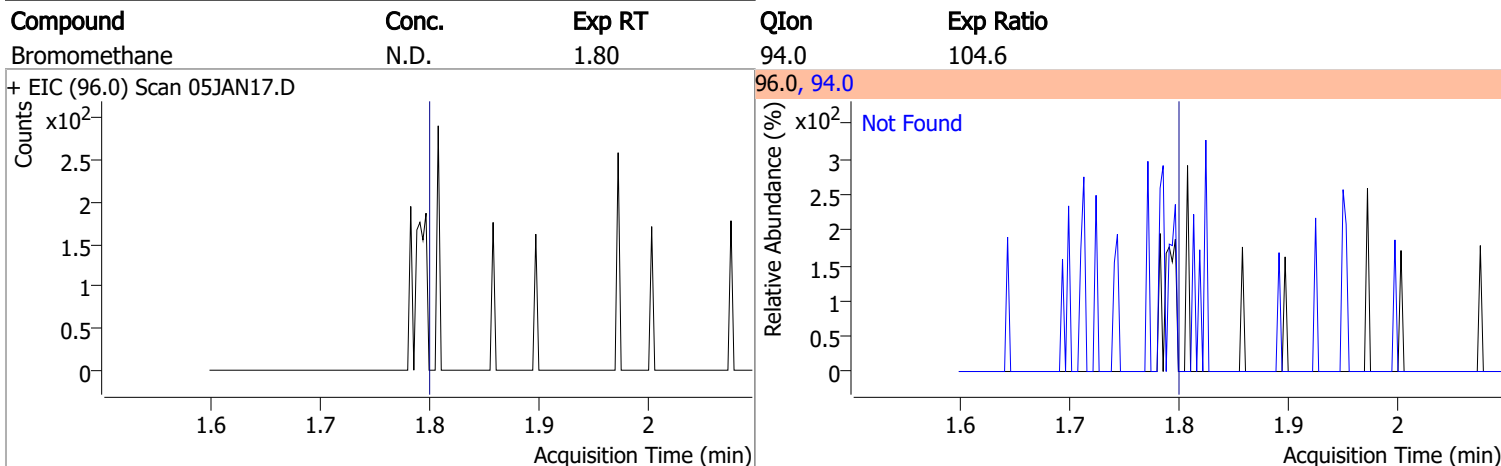 Compound Conc. Exp RT QIon Exp Ratio
Bromomethane N.D. 1.80 94.0 104.6
+ EIC (96.0) Scan 05JAN17.D
96.0, 94.0
Counts
x10²
2.5
2
1.5
1
0.5
0
1.6 1.7 1.8 1.9 2
Acquisition Time (min)
Relative Abundance (%)
x10²
Not Found
3
2.5
2
1.5
1
0.5
0
1.6 1.7 1.8 1.9 2
Acquisition Time (min)